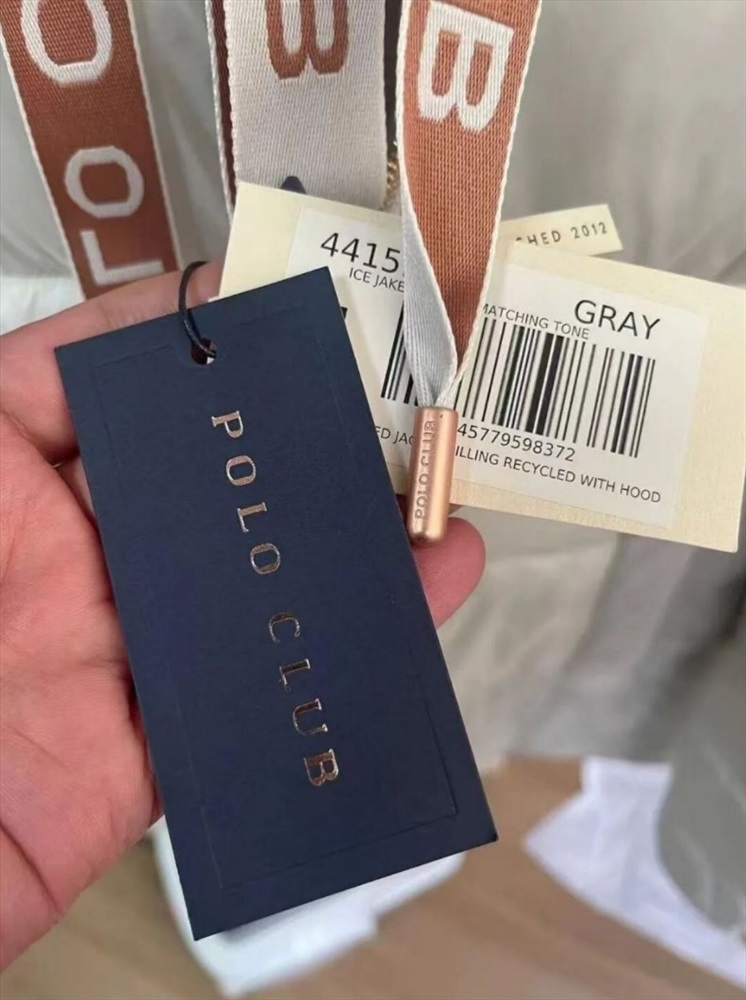 OLO
B
B
HED 2012
4415
ICE JAKE
MATCHING TONE
GRAY
45779598372
ED JAC
ILLING RECYCLED WITH HOOD
POLO CLUB
POLO CLUB